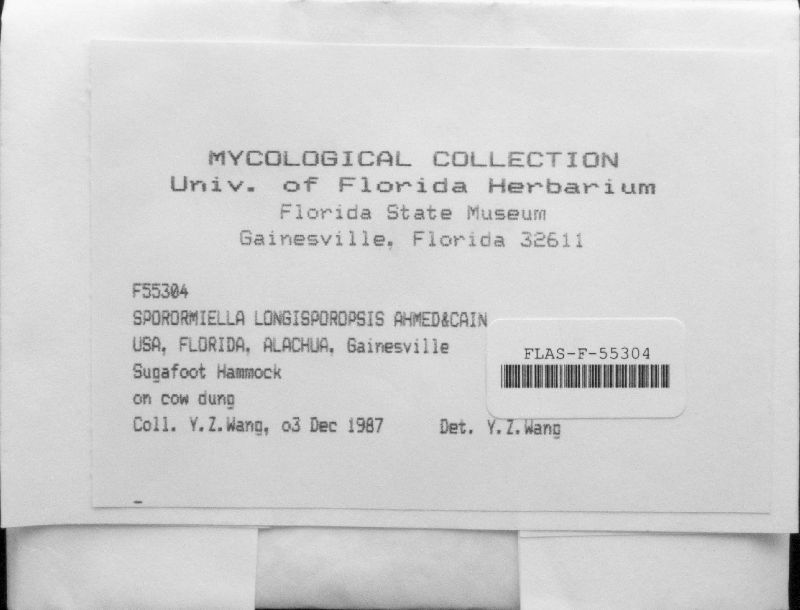 MYCOLOGICAL COLLECTION
Univ. of Florida Herbarium
Florida State Museum
Gainesville, Florida 32611
F55304
SPORORMIELLA LONGISPOROPSIS AHMED&CAIN
USA, FLORIDA, ALACHUA, Gainesville
Sugafoot Hammock
on cow dung
Coll. Y.Z.Wang, o3 Dec 1987 Det. Y.Z.Wang
FLAS-F-55304